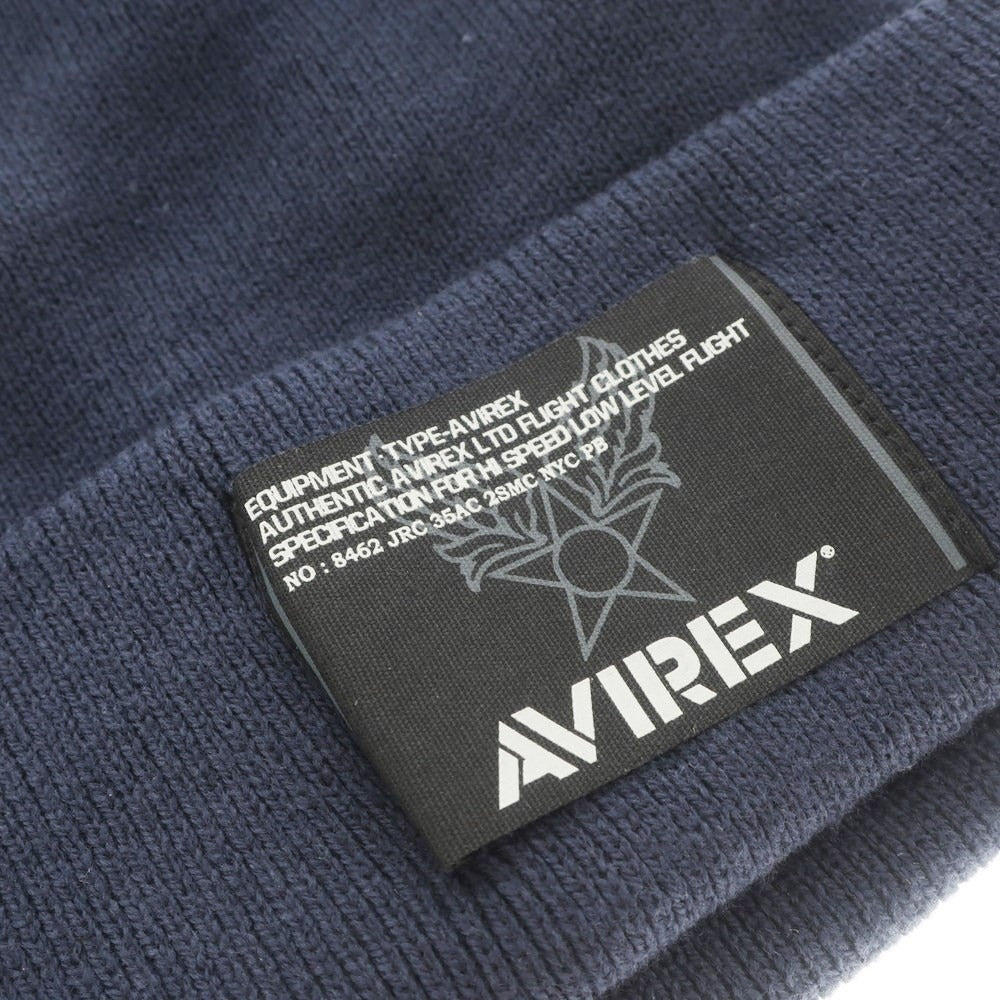 EQUIPMENT · TYPE-AVIREX
AUTHENTIC AVIREX LTD FLIGHT CLOTHES
SPECIFICATION FOR HI SPEED LOW LEVEL FLIGHT
NO : 8462 JRC 35AC 2SMC NYC PB
AVIREX®